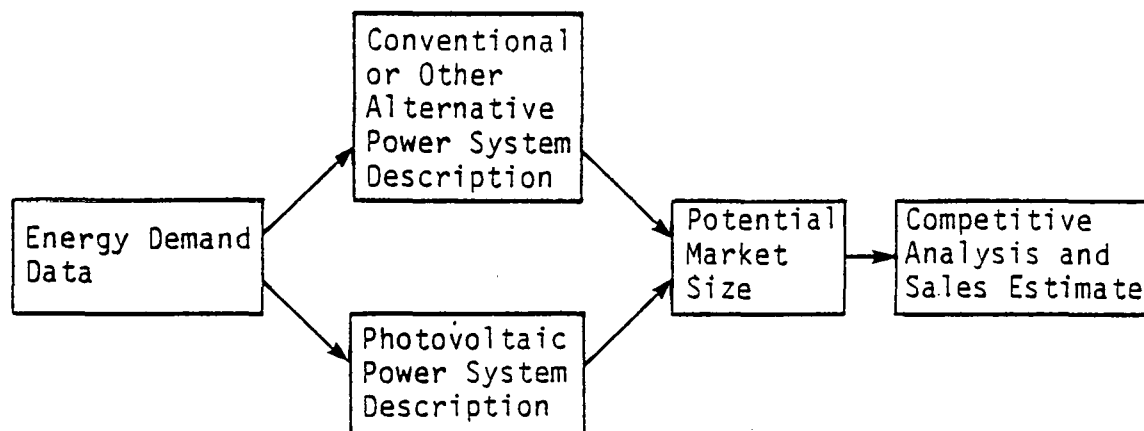 Energy Demand
Data
Conventional
or Other
Alternative
Power System
Description
Photovoltaic
Power System
Description
Potential
Market
Size
Competitive
Analysis and
Sales Estimate